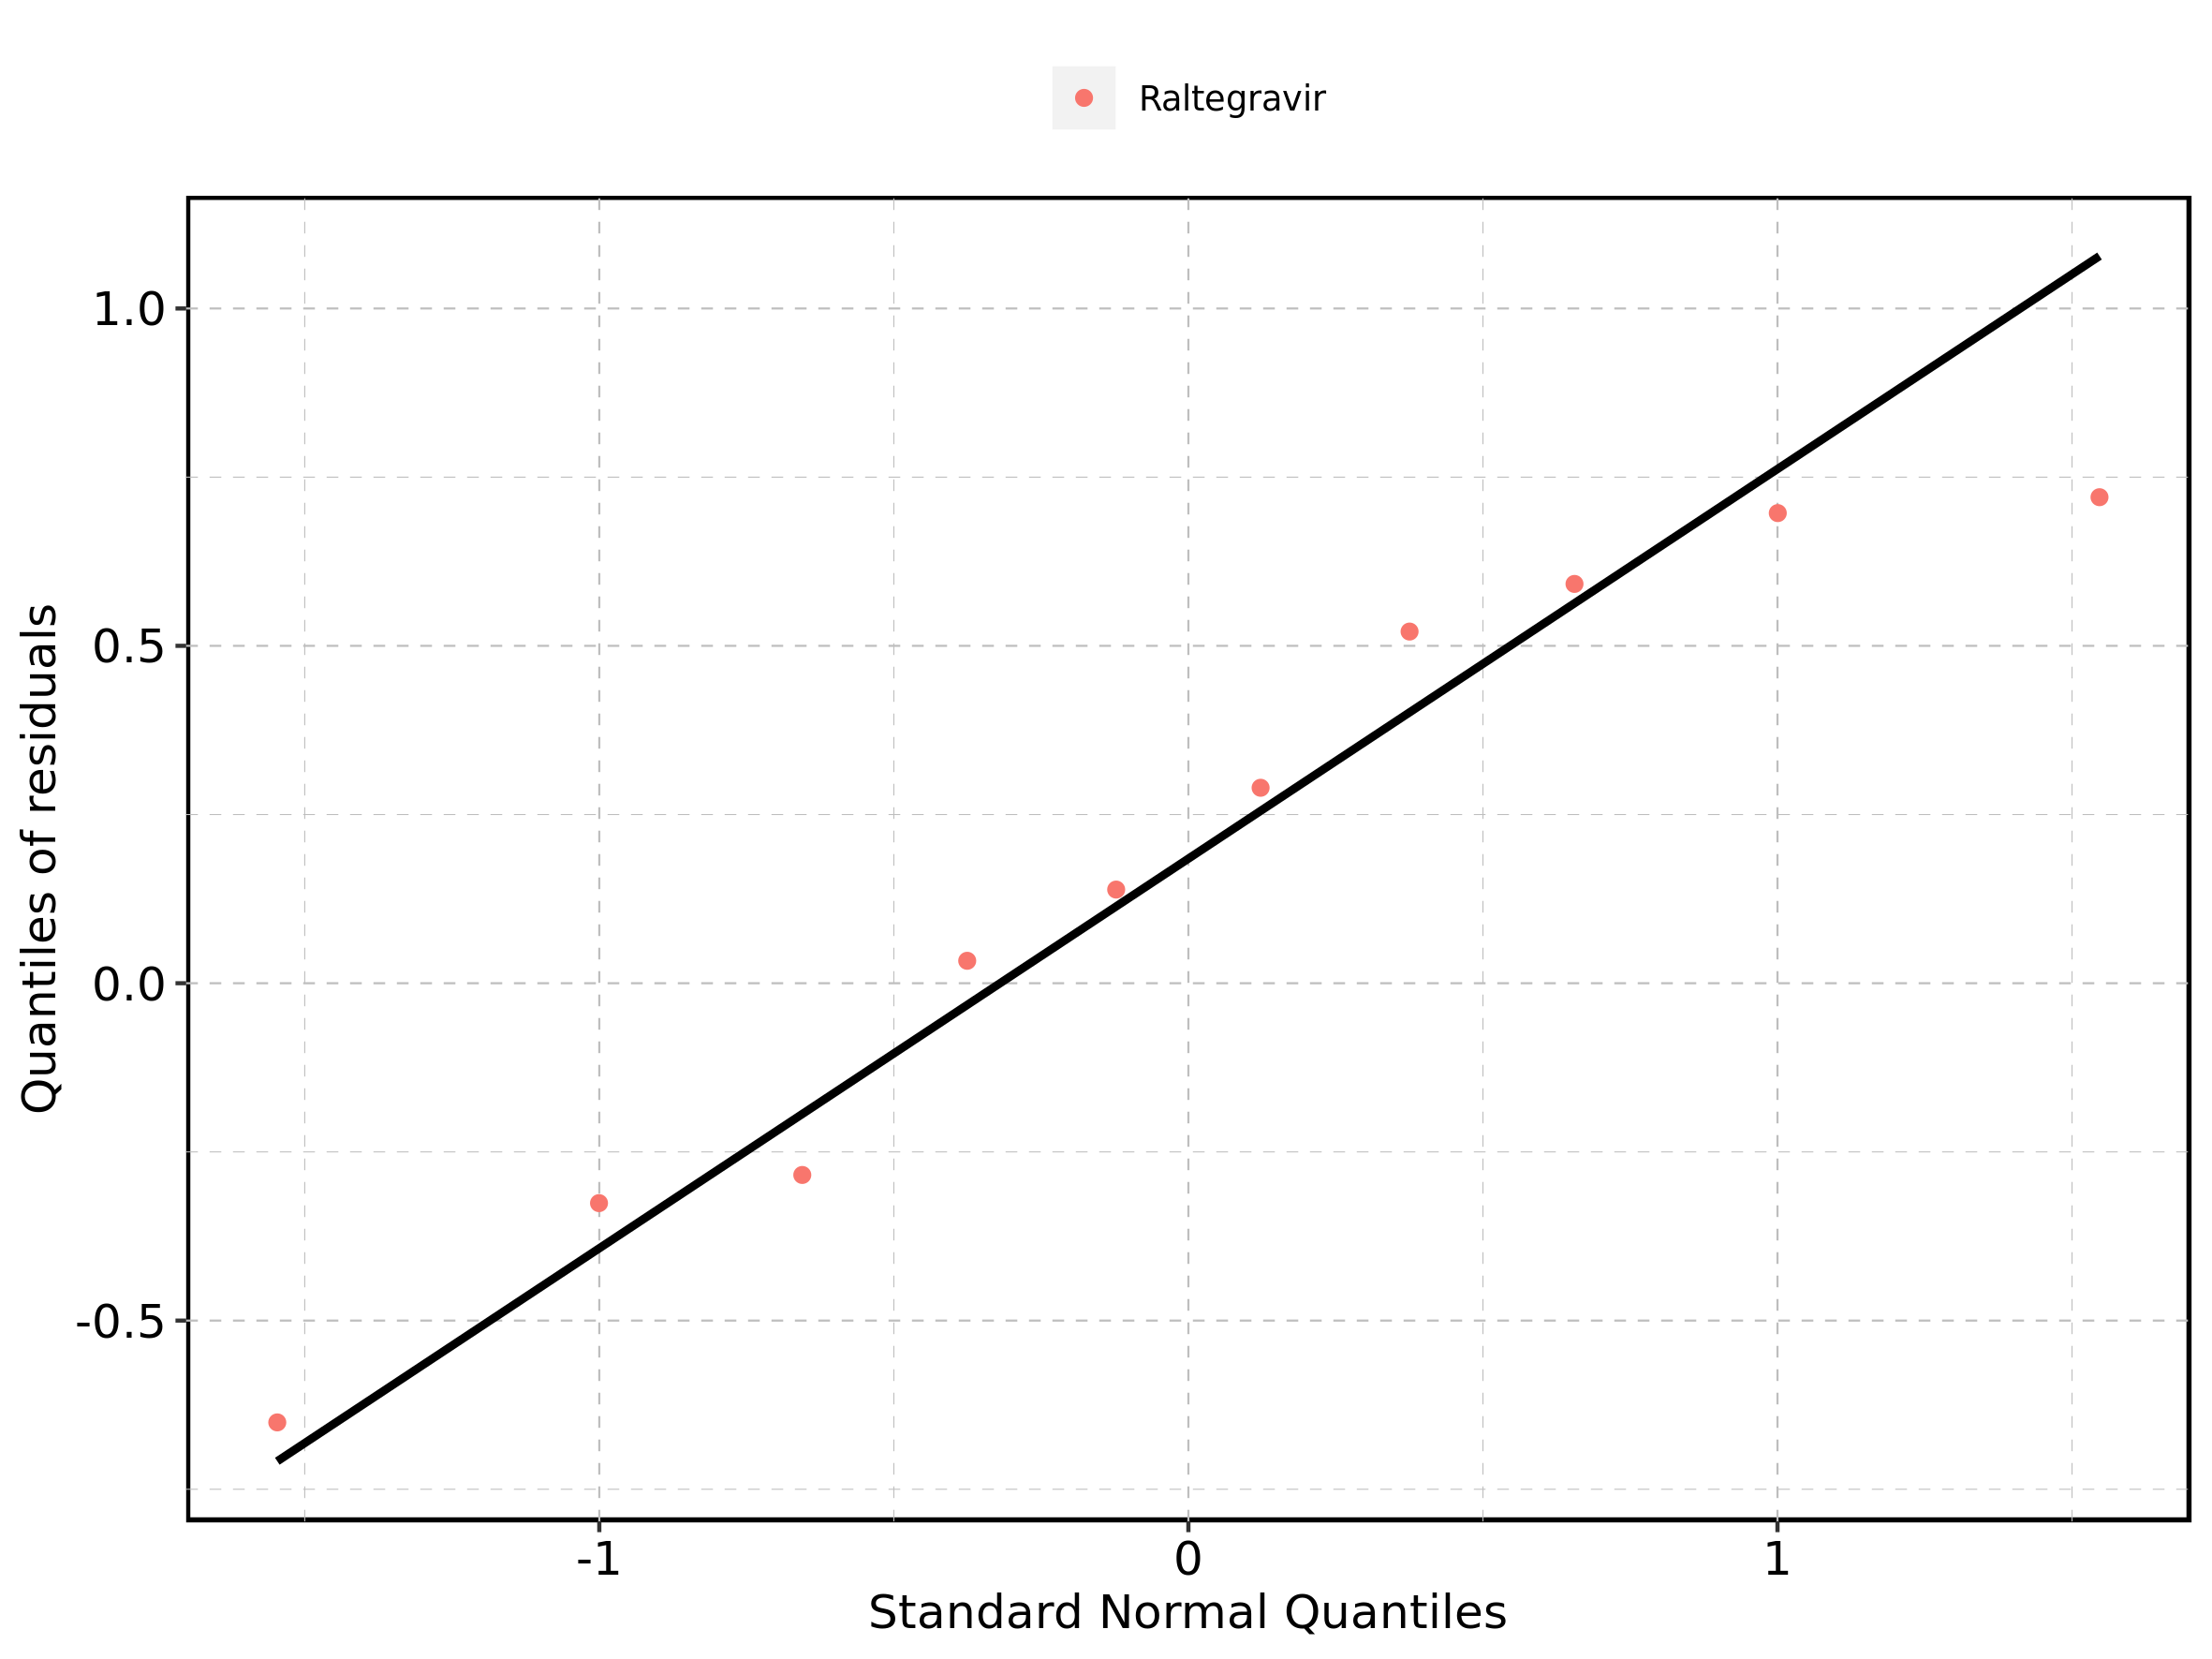 Raltegravir
1.0
0.5
0.0
-0.5
Quantiles of residuals
-1 0 1
Standard Normal Quantiles